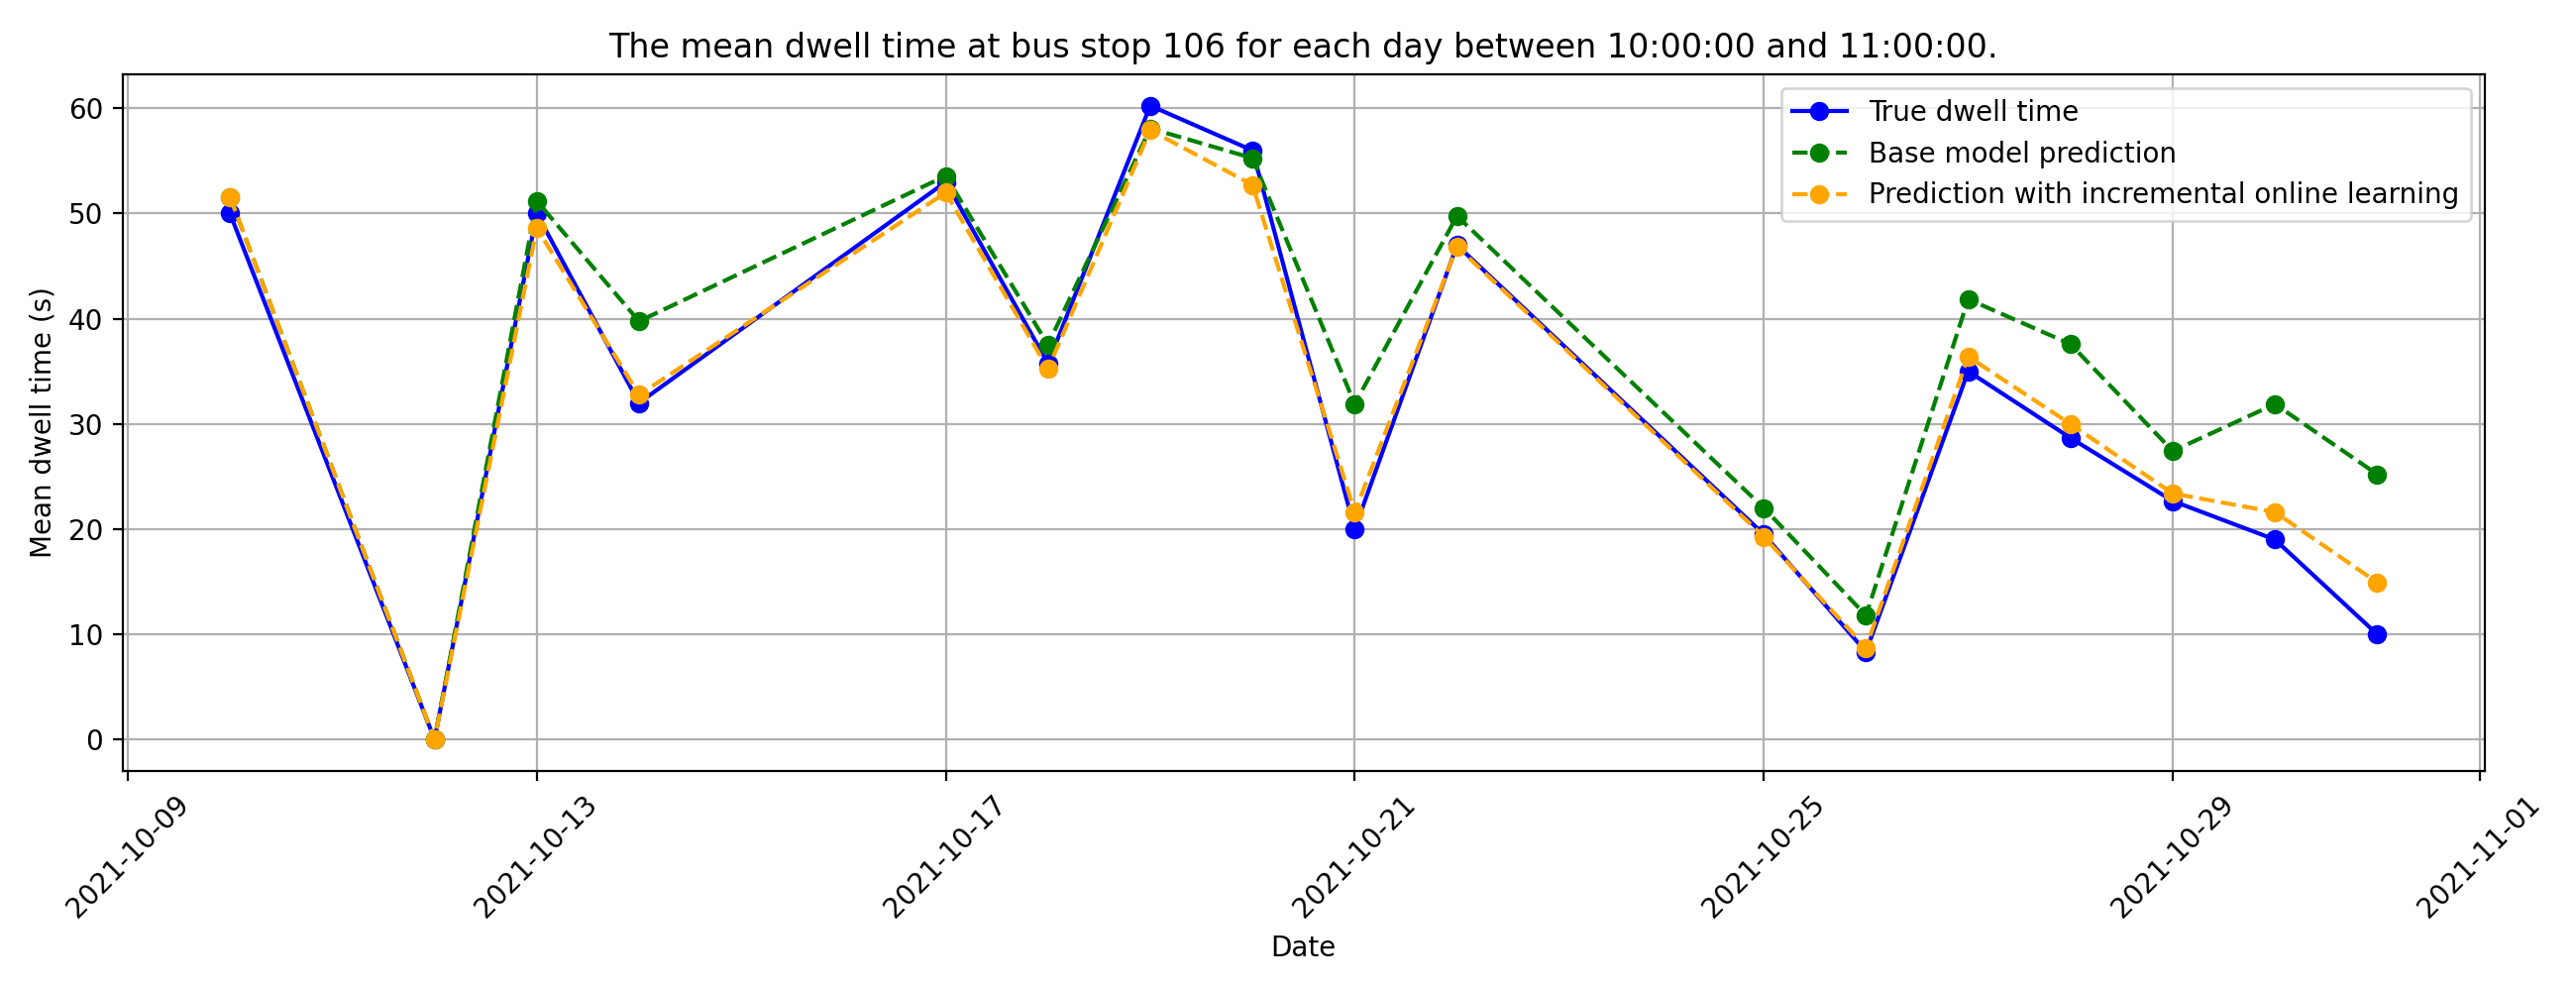 The mean dwell time at bus stop 106 for each day between 10:00:00 and 11:00:00.
True dwell time
Base model prediction
Prediction with incremental online learning
Mean dwell time (s)
60
50
40
30
20
10
0
2021-10-09
2021-10-13
2021-10-17
2021-10-21
2021-10-25
2021-10-29
2021-11-01
Date